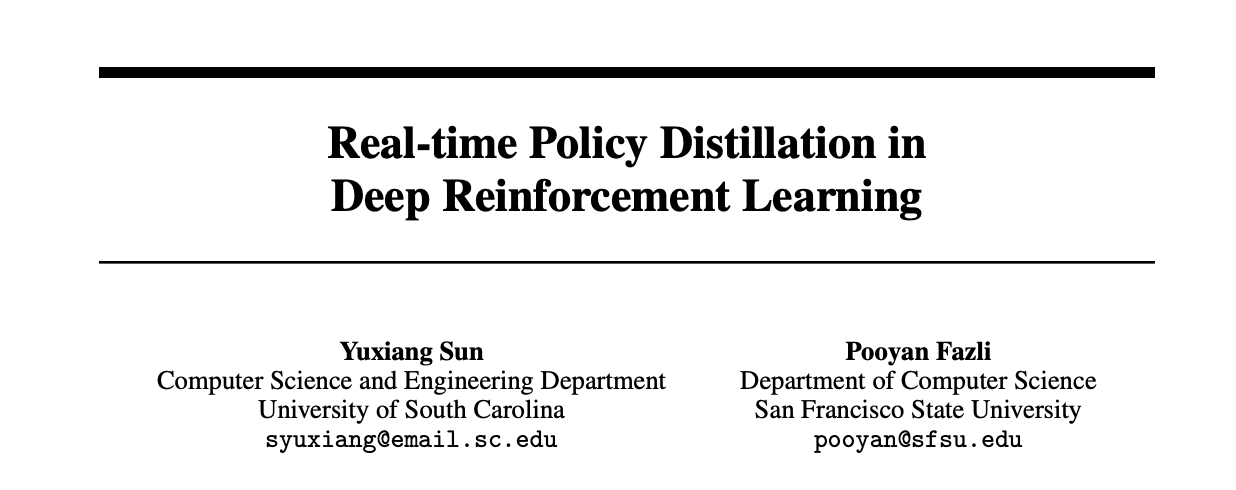 Real-time Policy Distillation in
Deep Reinforcement Learning
Yuxiang Sun
Computer Science and Engineering Department
University of South Carolina
syuxiang@email.sc.edu
Pooyan Fazli
Department of Computer Science
San Francisco State University
pooyan@sfsu.edu